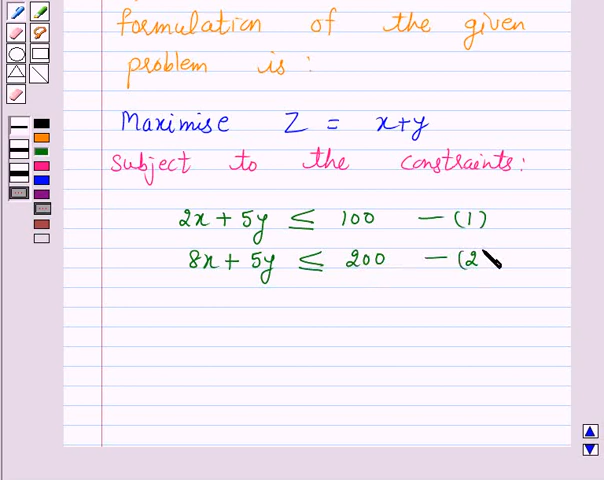 formulation of the given
problem is:
Maximise Z = x+y
Subject to the constraints:
2x + 5y ≤ 100 — (1)
8x + 5y ≤ 200 — (2